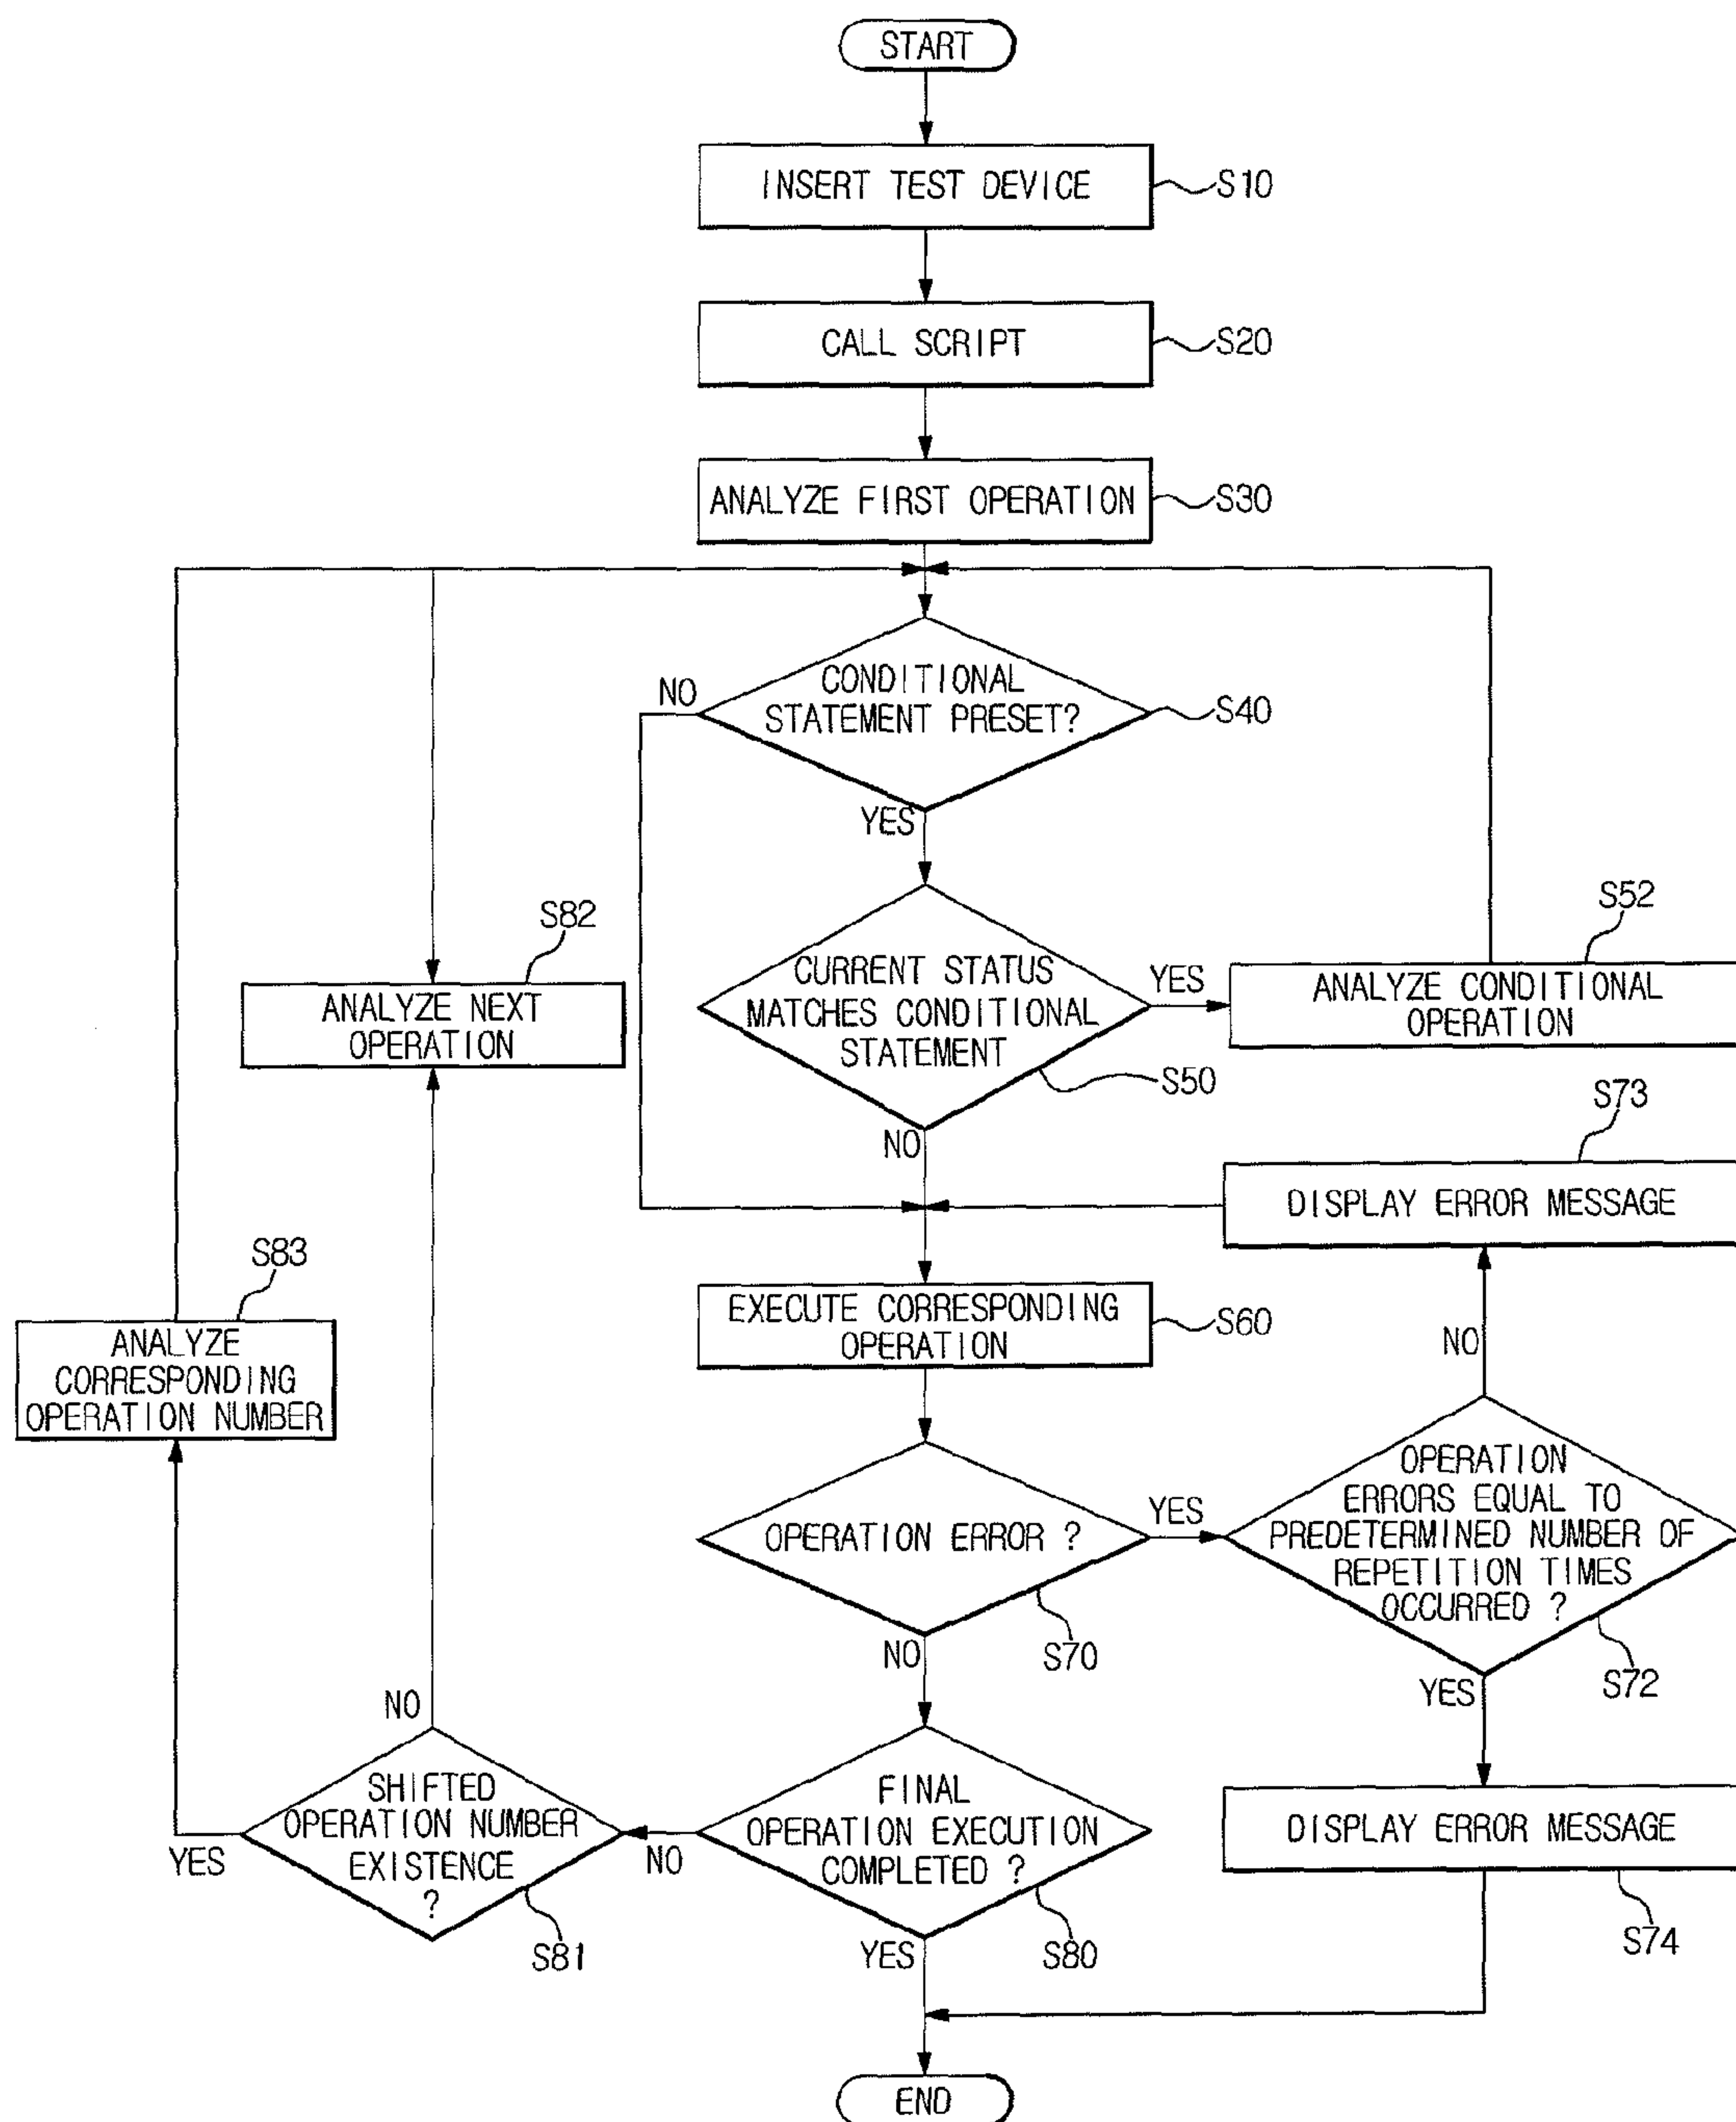 START
INSERT TEST DEVICE
S10
CALL SCRIPT
S20
ANALYZE FIRST OPERATION
S30
CONDITIONAL
STATEMENT PRESET?
NO
S40
YES
CURRENT STATUS
MATCHES CONDITIONAL
STATEMENT
YES
S50
NO
S52
ANALYZE CONDITIONAL
OPERATION
S82
ANALYZE NEXT
OPERATION
S73
DISPLAY ERROR MESSAGE
S83
ANALYZE
CORRESPONDING
OPERATION NUMBER
EXECUTE CORRESPONDING
OPERATION
S60
NO
OPERATION ERROR ?
YES
S70
NO
OPERATION
ERRORS EQUAL TO
PREDETERMINED NUMBER OF
REPETITION TIMES
OCCURRED ?
S72
YES
NO
SHIFTED
OPERATION NUMBER
EXISTENCE
?
YES
S81
FINAL
OPERATION EXECUTION
COMPLETED ?
NO
S80
YES
DISPLAY ERROR MESSAGE
S74
END